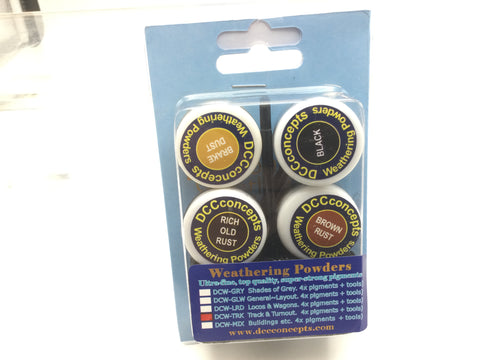 DCCconcepts
Weathering Powders
BRAKE
DUST
DCCconcepts
Weathering Powders
BLACK
DCCconcepts
Weathering Powders
RICH
OLD
RUST
DCCconcepts
Weathering Powders
BROWN
RUST
Weathering Powders
Ultra-fine, top quality, super-strong pigments
DCW-GRY Shades of Grey. 4x pigments + tools)
DCW-GLW General-Layout. 4x pigments + tools)
DCW-LRD Locos & Wagons. 4x pigments + tools)
DCW-TRK Track & Turnout. 4x pigments + tools)
DCW-MIX Buildings etc. 4x pigments + tools)
www.dccconcepts.com